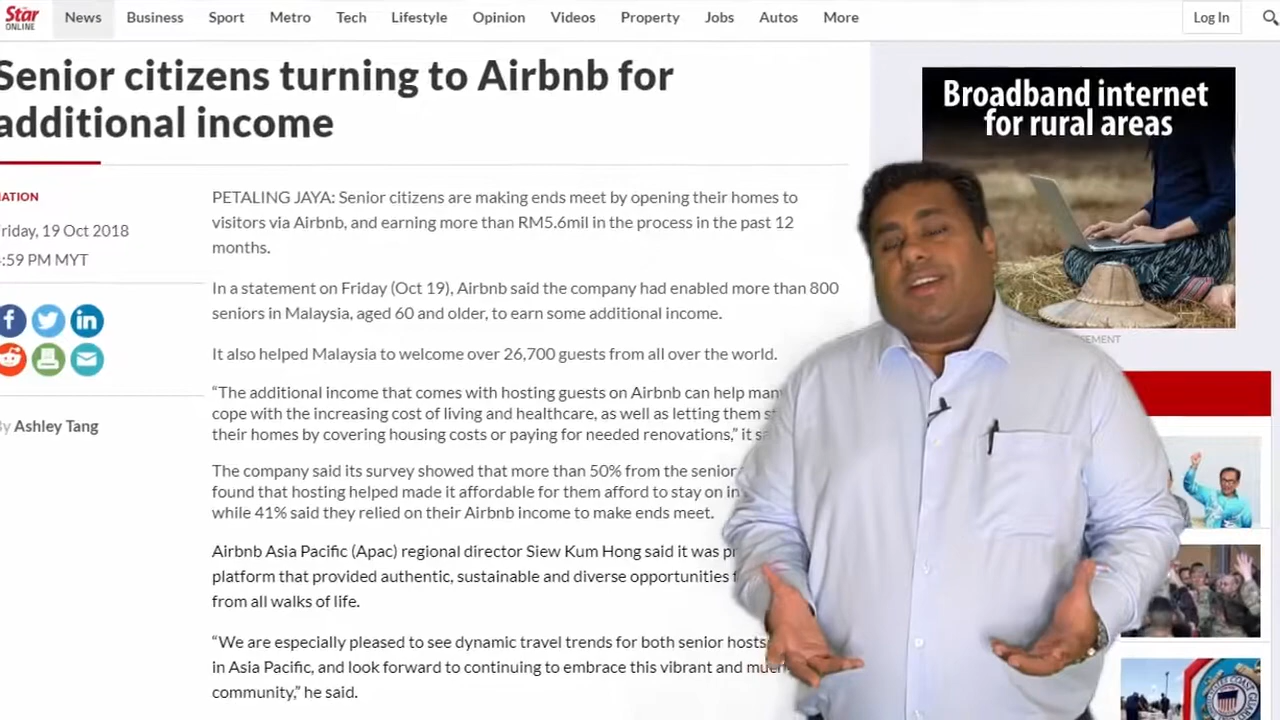 Star
ONLINE
News Business Sport Metro Tech Lifestyle Opinion Videos Property Jobs Autos More Log In
Senior citizens turning to Airbnb for
additional income
Broadband internet
for rural areas
NATION
Friday, 19 Oct 2018
4:59 PM MYT
By Ashley Tang
PETALING JAYA: Senior citizens are making ends meet by opening their homes to
visitors via Airbnb, and earning more than RM5.6mil in the process in the past 12
months.
In a statement on Friday (Oct 19), Airbnb said the company had enabled more than 800
seniors in Malaysia, aged 60 and older, to earn some additional income.
It also helped Malaysia to welcome over 26,700 guests from all over the world.
“The additional income that comes with hosting guests on Airbnb can help many
cope with the increasing cost of living and healthcare, as well as letting them
their homes by covering housing costs or paying for needed renovations,” it
The company said its survey showed that more than 50% from the senior
found that hosting helped made it affordable for them afford to stay on in
while 41% said they relied on their Airbnb income to make ends meet.
Airbnb Asia Pacific (Apac) regional director Siew Kum Hong said it was
platform that provided authentic, sustainable and diverse opportunities
from all walks of life.
“We are especially pleased to see dynamic travel trends for both senior hosts
in Asia Pacific, and look forward to continuing to embrace this vibrant and
community,” he said.